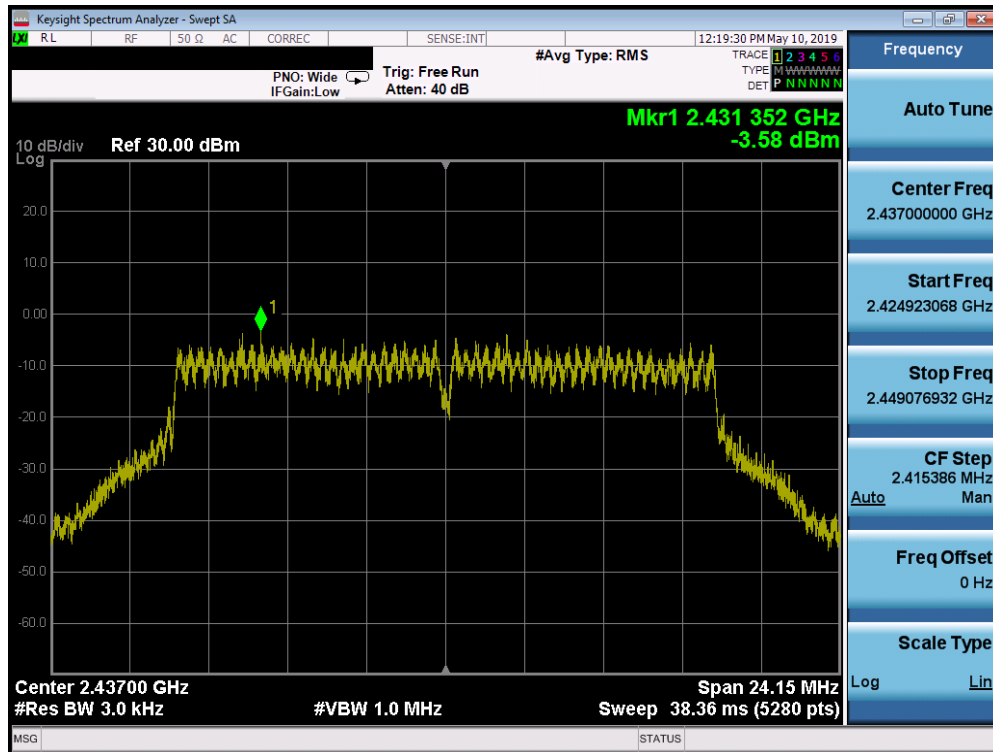 Keysight Spectrum Analyzer - Swept SA
LXI RL RF 50 Ω AC CORREC SENSE:INT 12:19:30 PM May 10, 2019
#Avg Type: RMS
TRACE 1 2 3 4 5 6
PNO: Wide Trig: Free Run TYPE M W W W W W
IFGain:Low Atten: 40 dB DET P N N N N N
Mkr1 2.431 352 GHz
-3.58 dBm
10 dB/div Ref 30.00 dBm
Log
1
20.0
10.0
0.00
-10.0
-20.0
-30.0
-40.0
-50.0
-60.0
Center 2.43700 GHz Span 24.15 MHz
#Res BW 3.0 kHz #VBW 1.0 MHz Sweep 38.36 ms (5280 pts)
MSG STATUS
Frequency
Auto Tune
Center Freq
2.437000000 GHz
Start Freq
2.424923068 GHz
Stop Freq
2.449076932 GHz
CF Step
2.415386 MHz
Auto Man
Freq Offset
0 Hz
Scale Type
Log Lin